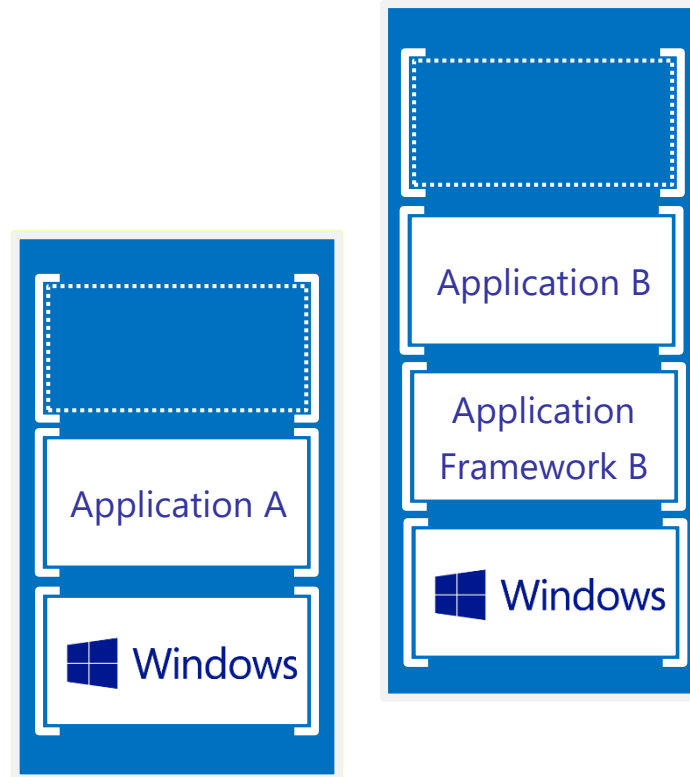 Application A
Windows
Application B
Application
Framework B
Windows